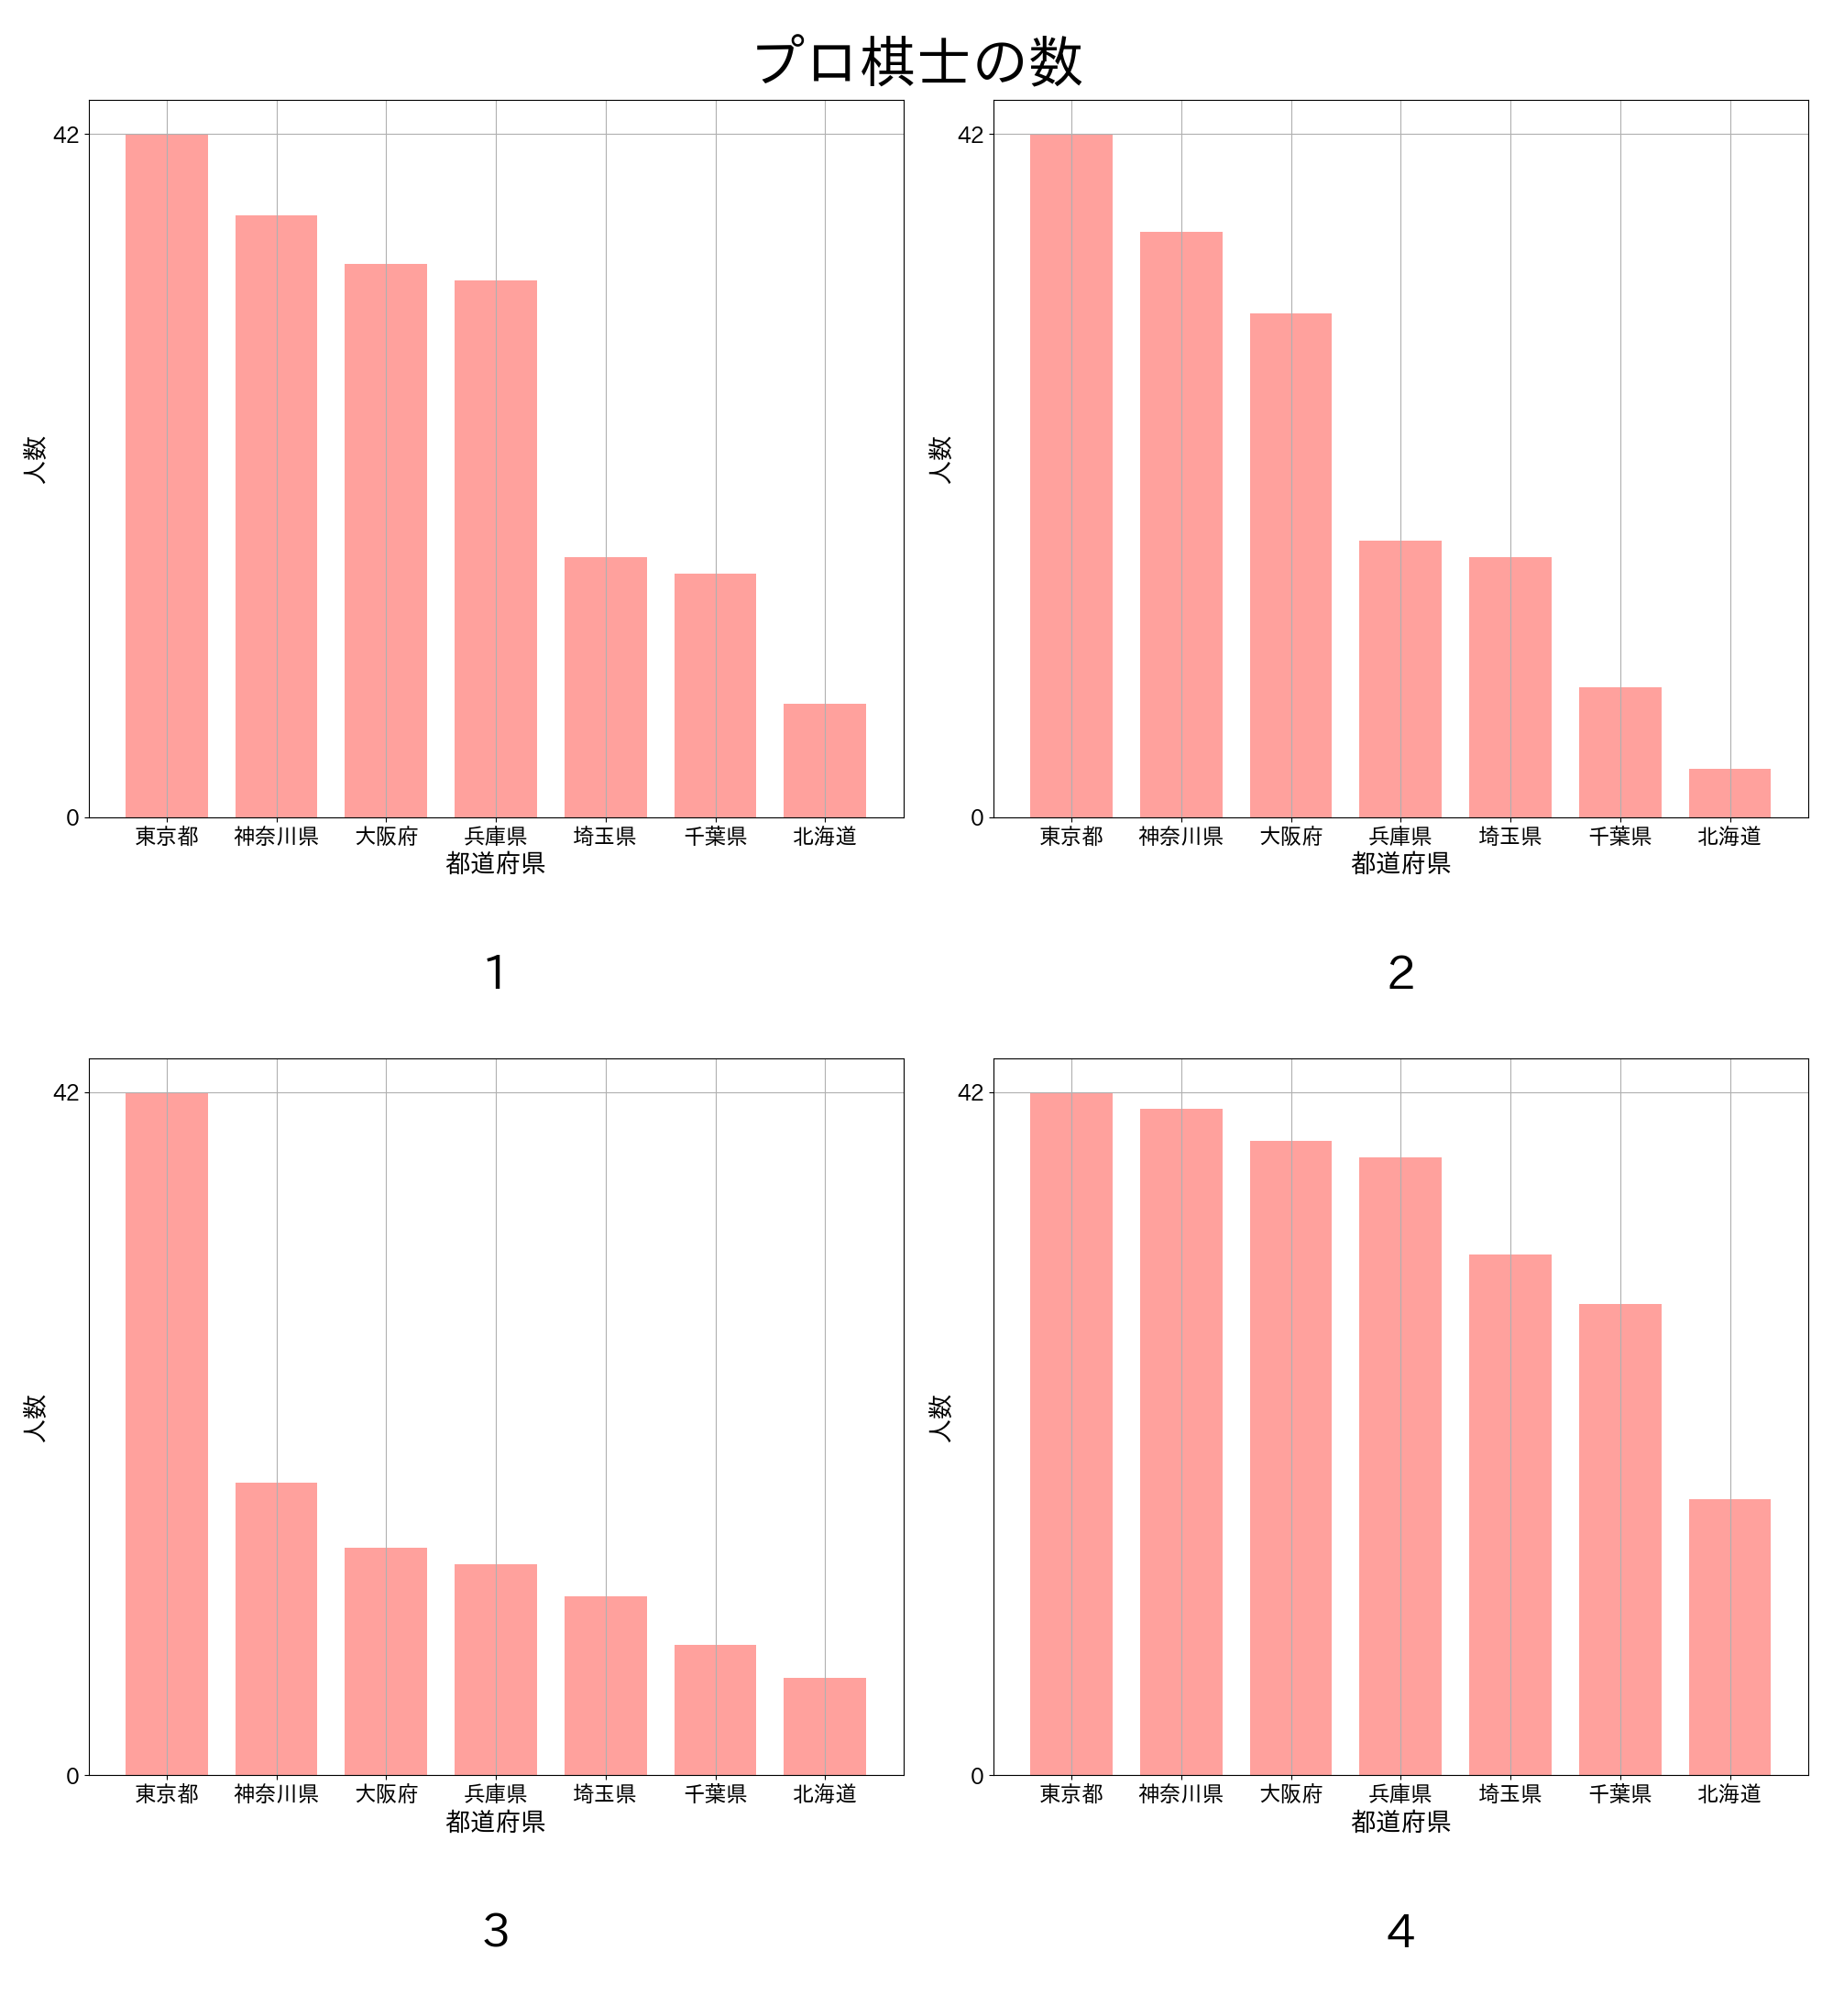 プロ棋士の数
42
人数
0
東京都 神奈川県 大阪府 兵庫県 埼玉県 千葉県 北海道
都道府県
1
42
人数
0
東京都 神奈川県 大阪府 兵庫県 埼玉県 千葉県 北海道
都道府県
2
42
人数
0
東京都 神奈川県 大阪府 兵庫県 埼玉県 千葉県 北海道
都道府県
3
42
人数
0
東京都 神奈川県 大阪府 兵庫県 埼玉県 千葉県 北海道
都道府県
4